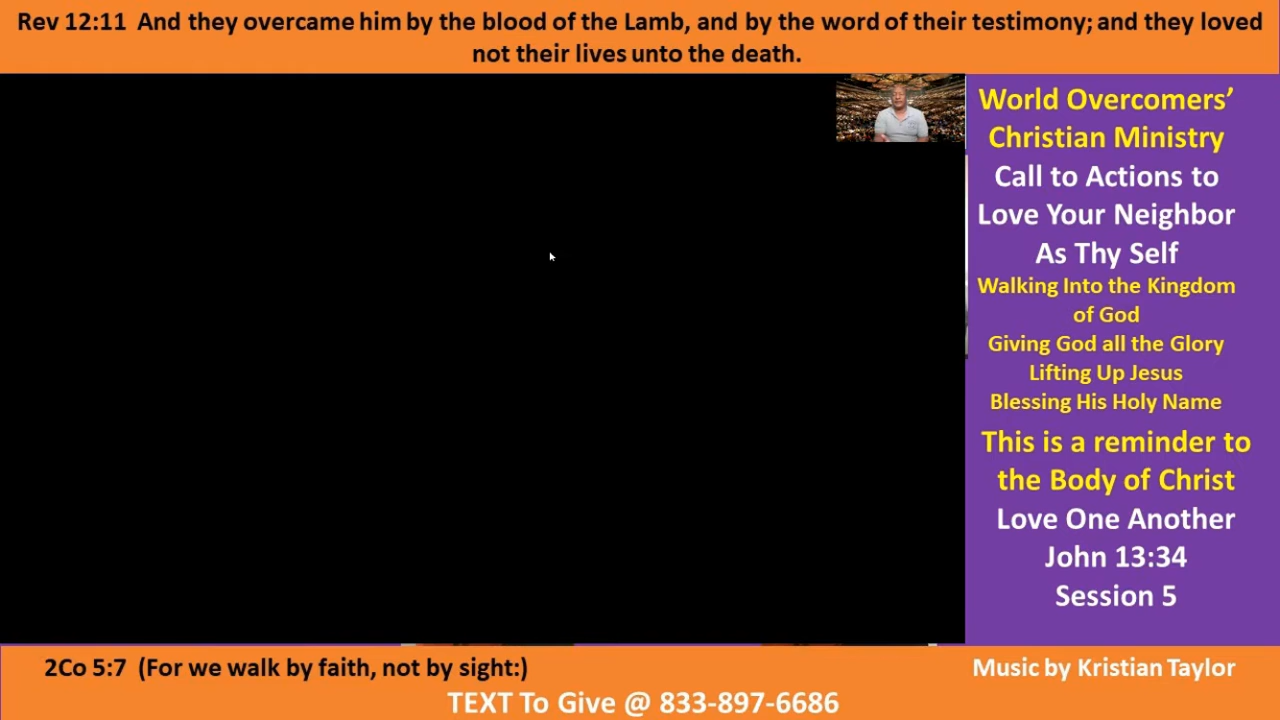 Rev 12:11 And they overcame him by the blood of the Lamb, and by the word of their testimony; and they loved
not their lives unto the death.
World Overcomers’
Christian Ministry
Call to Actions to
Love Your Neighbor
As Thy Self
Walking Into the Kingdom
of God
Giving God all the Glory
Lifting Up Jesus
Blessing His Holy Name
This is a reminder to
the Body of Christ
Love One Another
John 13:34
Session 5
2Co 5:7 (For we walk by faith, not by sight:)
Music by Kristian Taylor
TEXT To Give @ 833-897-6686